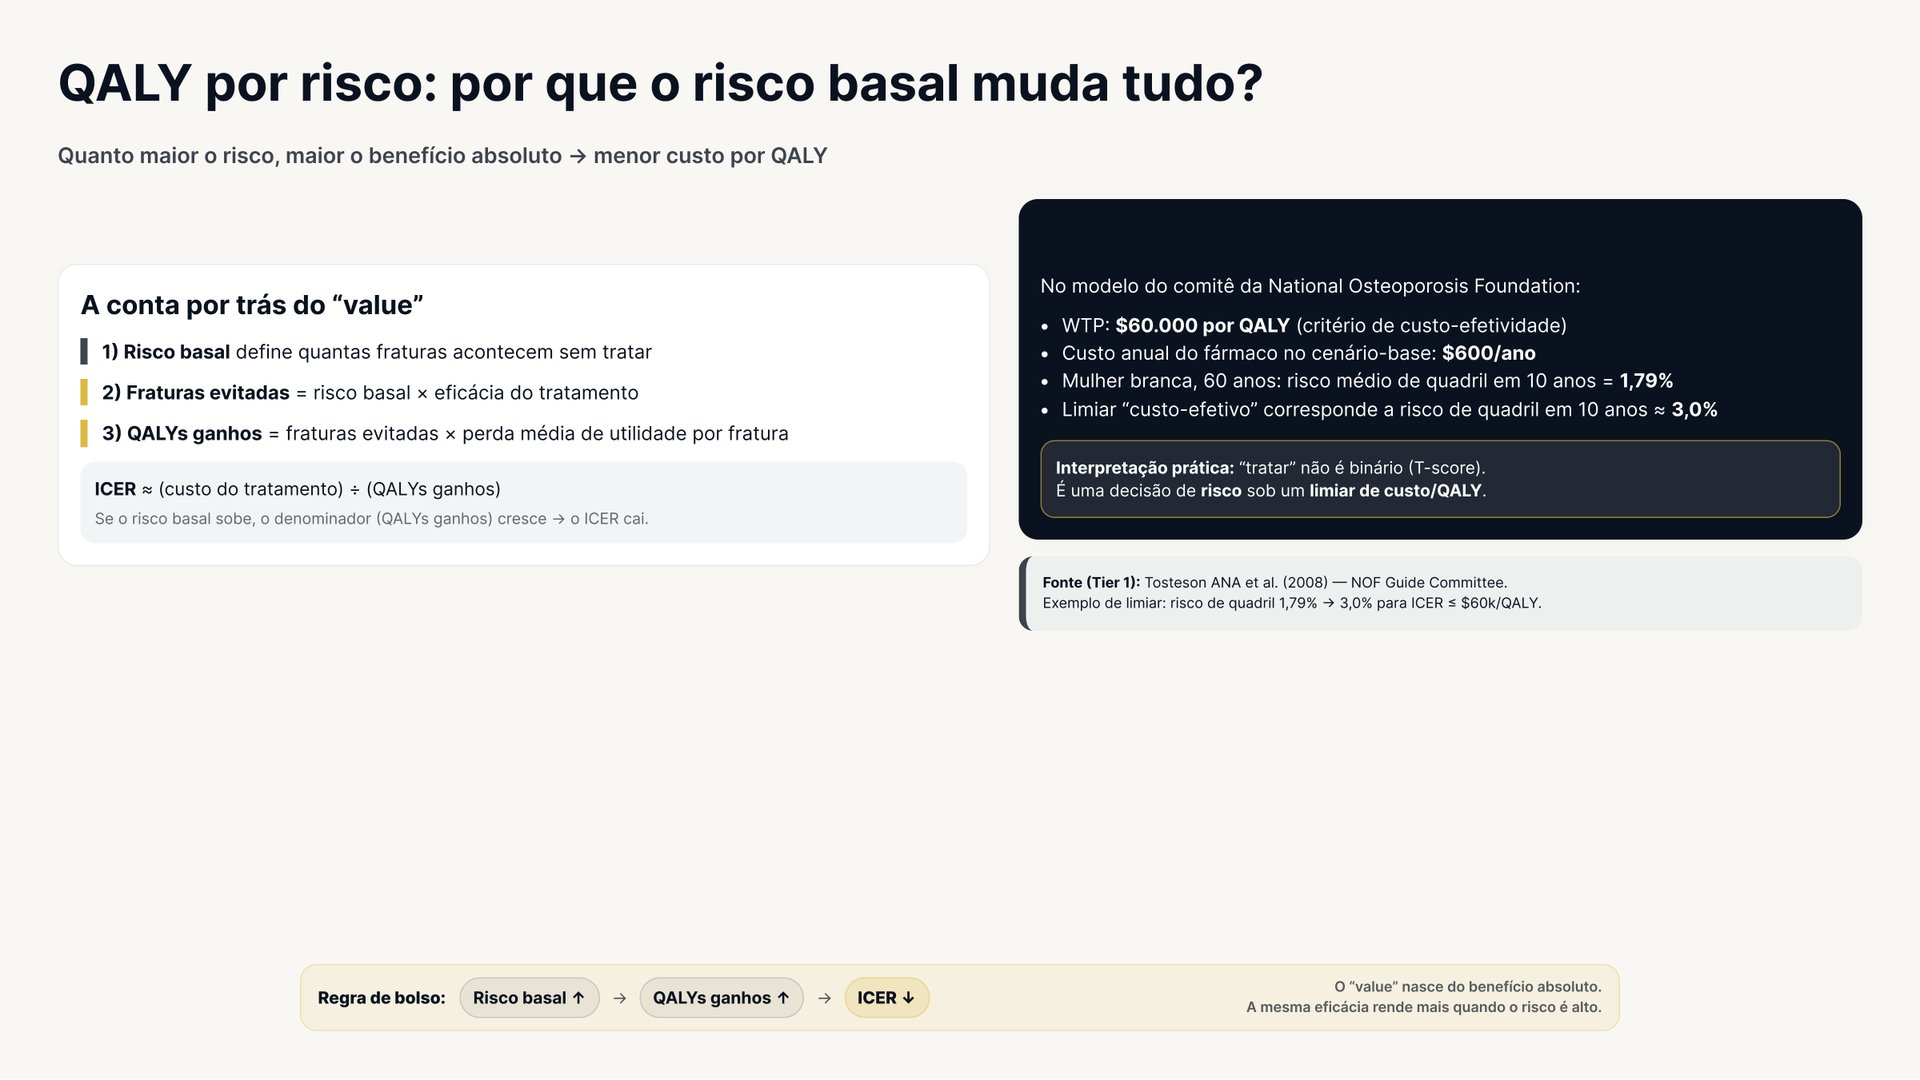 QALY por risco: por que o risco basal muda tudo?
Quanto maior o risco, maior o benefício absoluto → menor custo por QALY
A conta por trás do “value”
1) Risco basal define quantas fraturas acontecem sem tratar
2) Fraturas evitadas = risco basal × eficácia do tratamento
3) QALYs ganhos = fraturas evitadas × perda média de utilidade por fratura
ICER ≈ (custo do tratamento) ÷ (QALYs ganhos)
Se o risco basal sobe, o denominador (QALYs ganhos) cresce → o ICER cai.
No modelo do comitê da National Osteoporosis Foundation:
• WTP: $60.000 por QALY (critério de custo-efetividade)
• Custo anual do fármaco no cenário-base: $600/ano
• Mulher branca, 60 anos: risco médio de quadril em 10 anos = 1,79%
• Limiar “custo-efetivo” corresponde a risco de quadril em 10 anos ≈ 3,0%
Interpretação prática: “tratar” não é binário (T-score).
É uma decisão de risco sob um limiar de custo/QALY.
Fonte (Tier 1): Tosteson ANA et al. (2008) — NOF Guide Committee.
Exemplo de limiar: risco de quadril 1,79% → 3,0% para ICER ≤ $60k/QALY.
Regra de bolso: Risco basal ↑ → QALYs ganhos ↑ → ICER ↓
O “value” nasce do benefício absoluto.
A mesma eficácia rende mais quando o risco é alto.